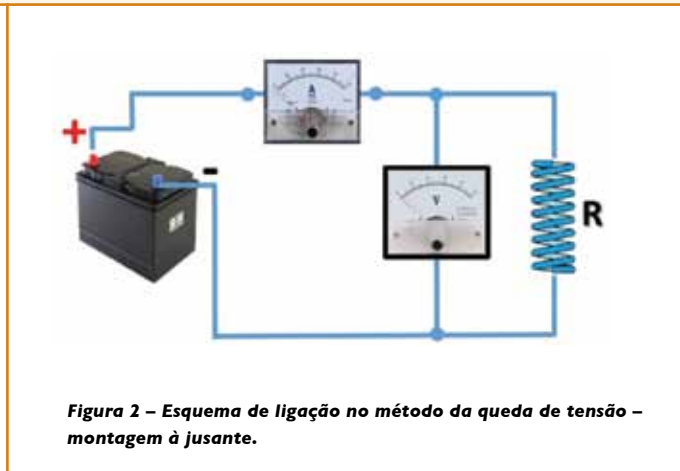 A
+
-
V
R
Figura 2 – Esquema de ligação no método da queda de tensão –
montagem à jusante.